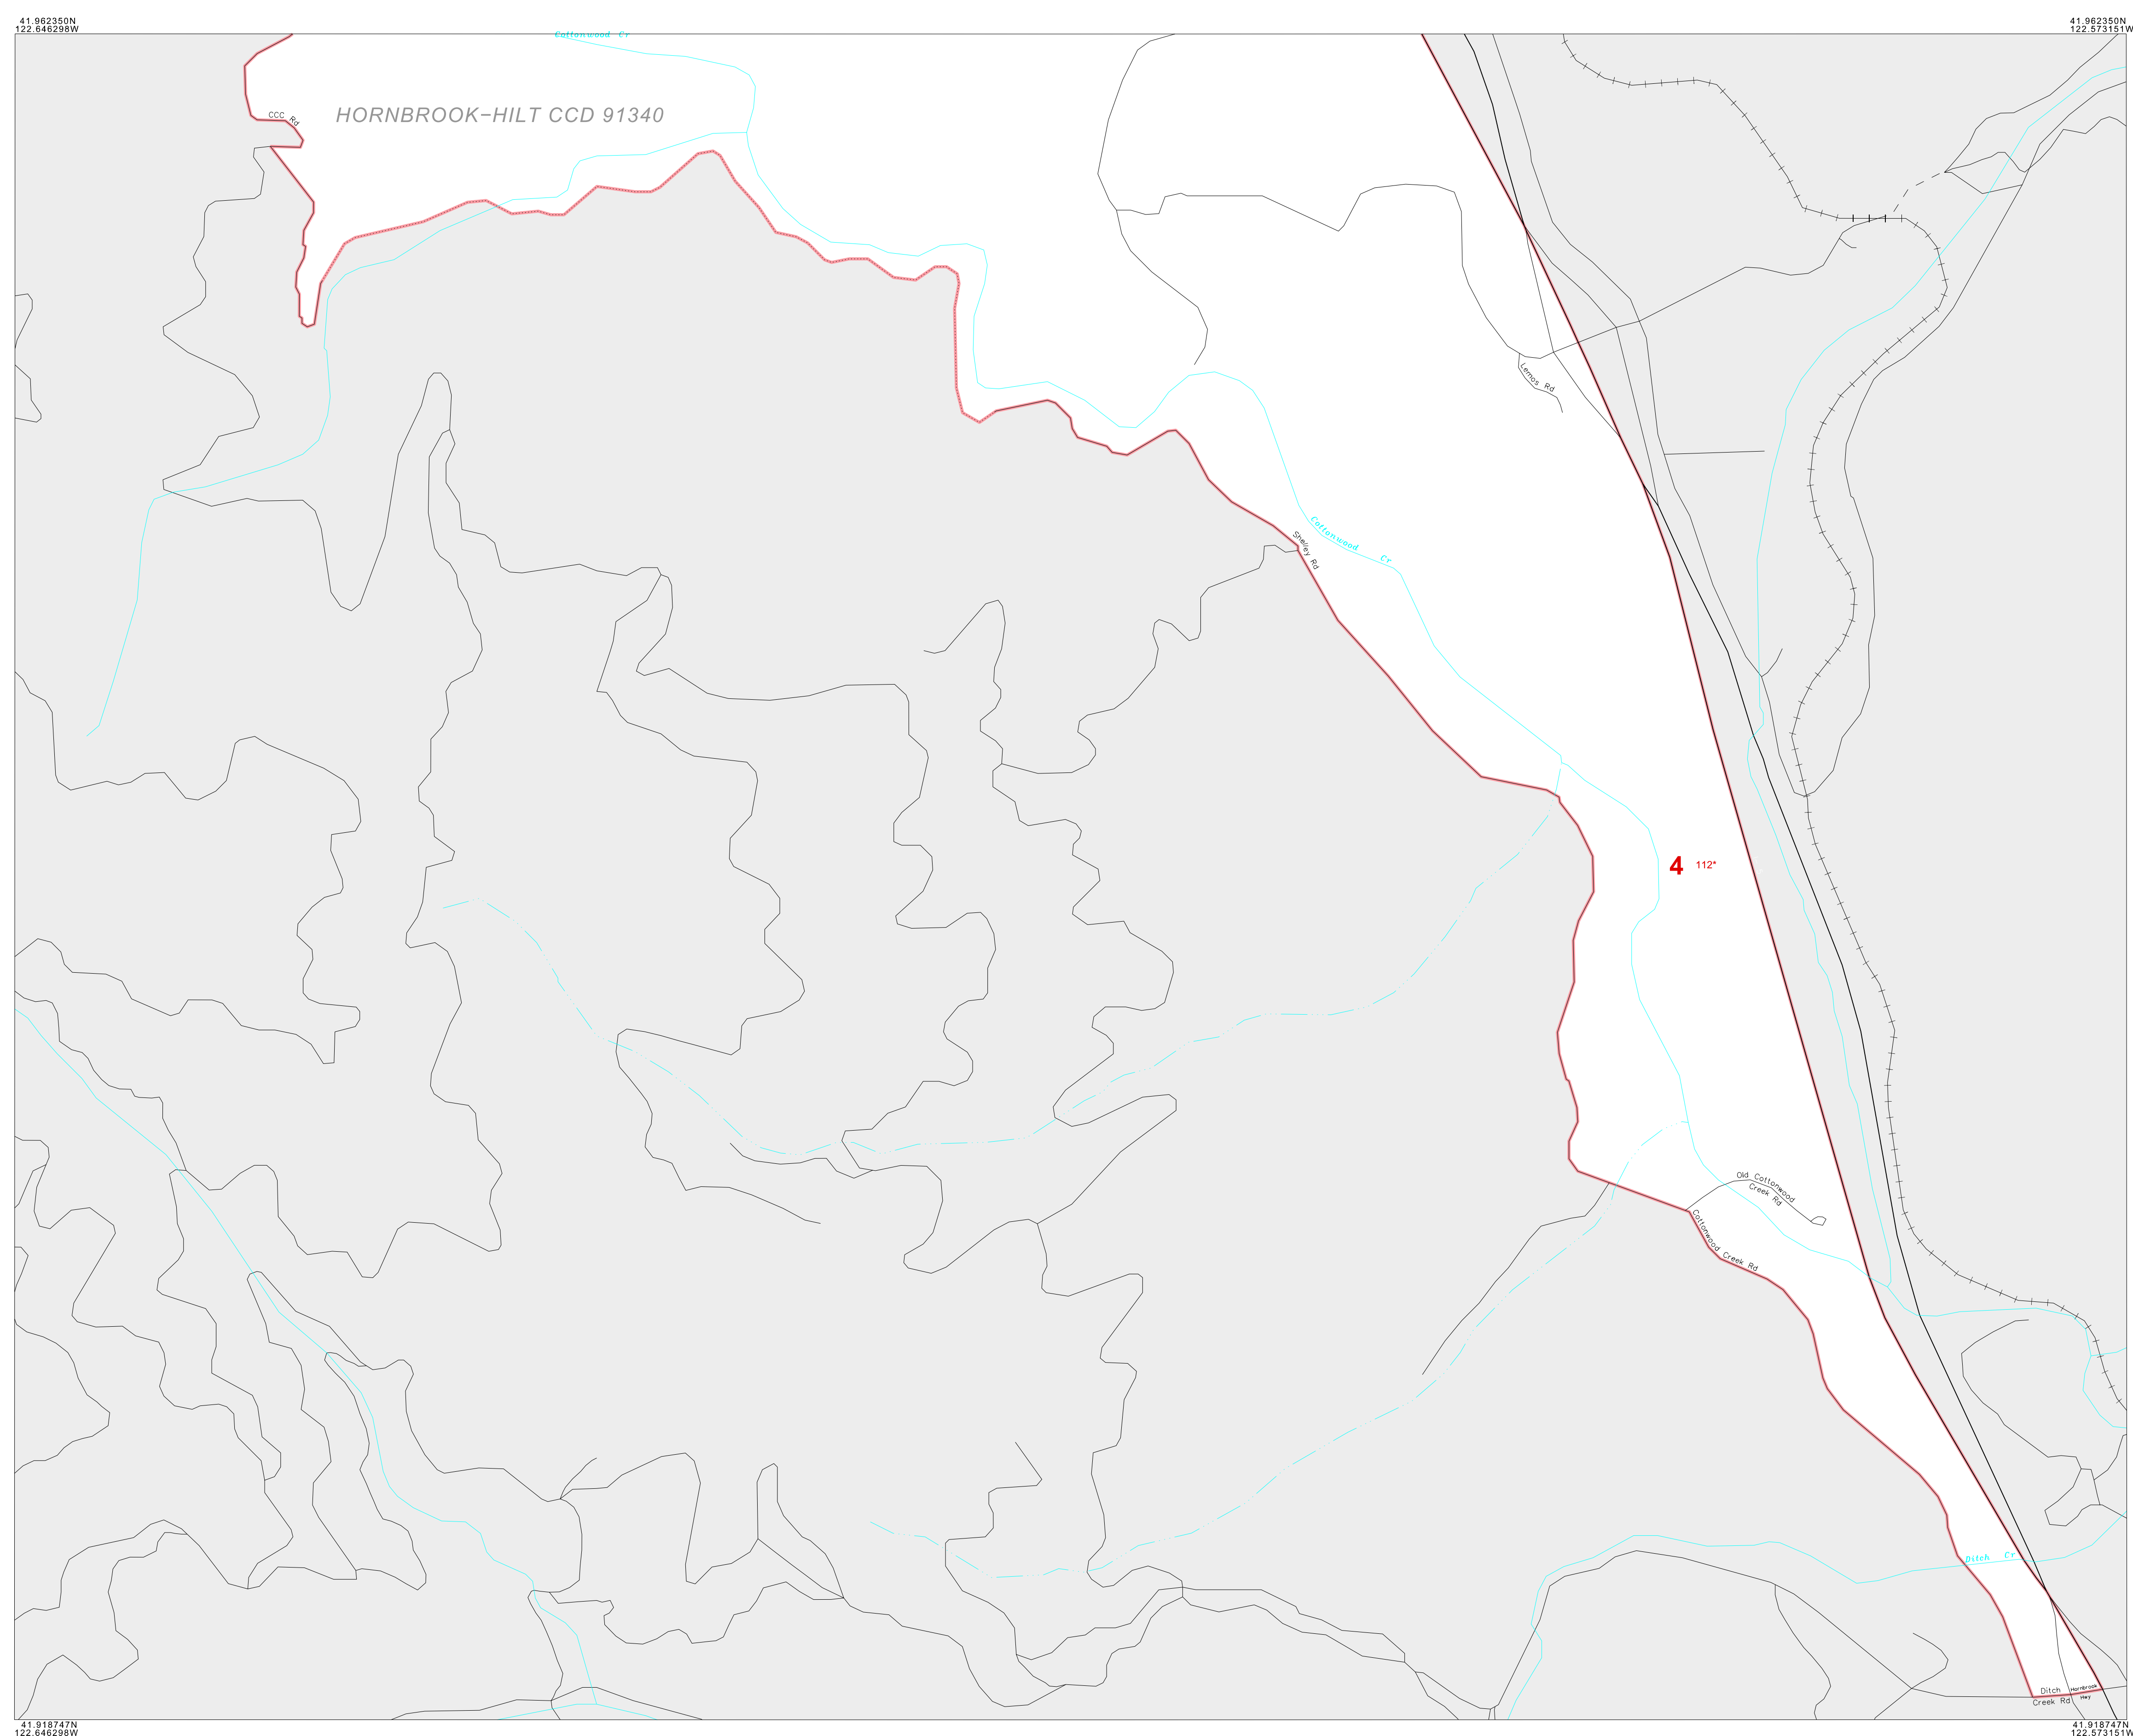 41.962350N
122.646298W
41.962350N
122.573151W
Cottonwood Cr
CCC Rd
HORNBROOK-HILT CCD 91340
Lemos Rd
Cottonwood Cr
Shelley Rd
4 112*
Old Cottonwood
Creek Rd
Cottonwood Creek Rd
Ditch Cr
Ditch
Creek Rd
Hornbrook
Hwy
41.918747N
122.646298W
41.918747N
122.573151W